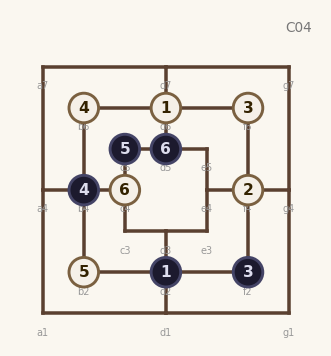 C04
a7 d7 g7
4 1 3
b6 d6 f6
5 6
c5 d5 e5
4 6 2
a4 b4 c4 e4 f4 g4
c3 d3 e3
5 1 3
b2 d2 f2
a1 d1 g1